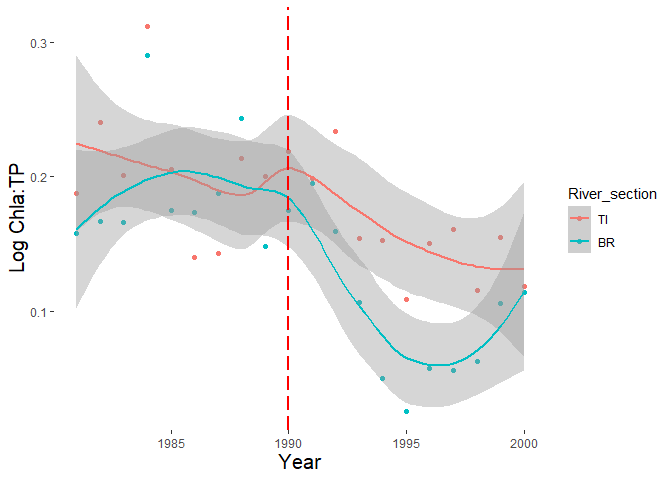 0.3
0.2
0.1
Log Chla:TP
1985
1990
1995
2000
Year
River_section
TI
BR